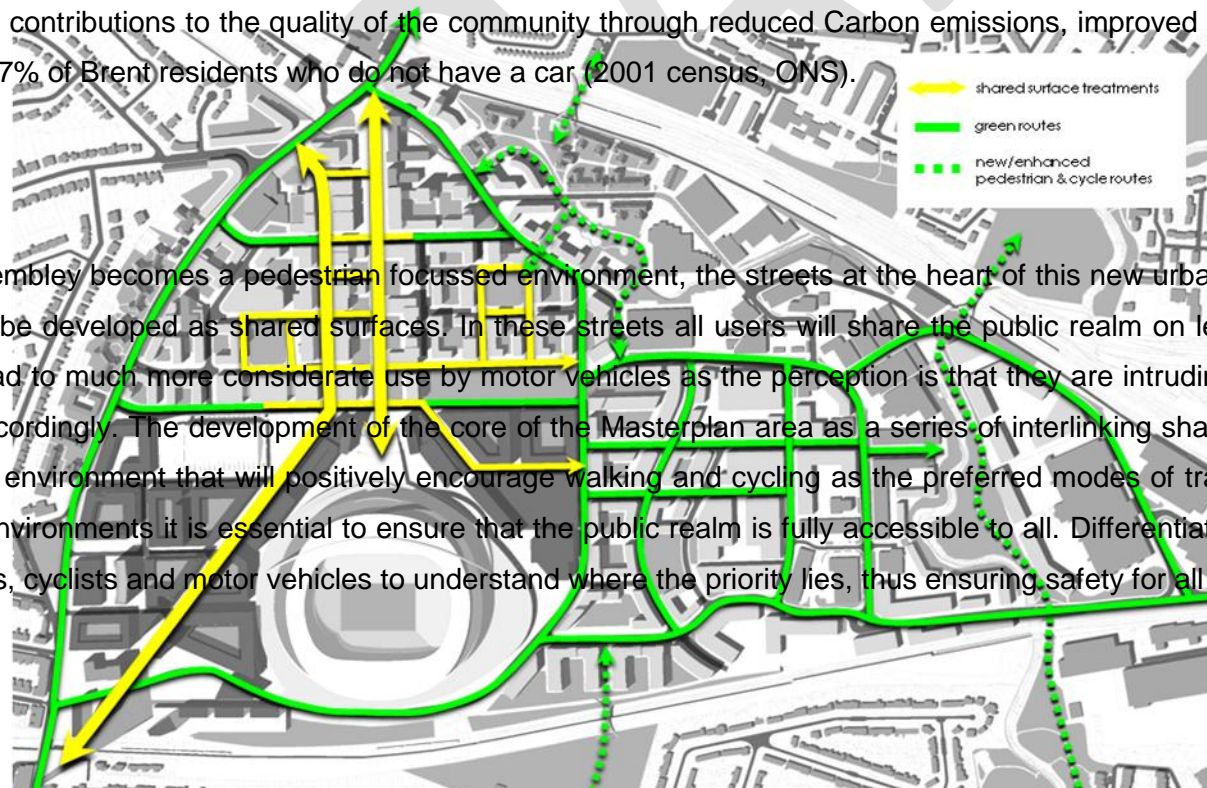 contributions to the quality of the community through reduced Carbon emissions, improved
7% of Brent residents who do not have a car (2001 census, ONS).
shared surface treatments
green routes
new/enhanced
pedestrian & cycle routes
embley becomes a pedestrian focussed environment, the streets at the heart of this new urba
be developed as shared surfaces. In these streets all users will share the public realm on le
ad to much more considerate use by motor vehicles as the perception is that they are intrudin
ccordingly. The development of the core of the Masterplan area as a series of interlinking sha
environment that will positively encourage walking and cycling as the preferred modes of tra
nvironments it is essential to ensure that the public realm is fully accessible to all. Differentiat
s, cyclists and motor vehicles to understand where the priority lies, thus ensuring safety for all